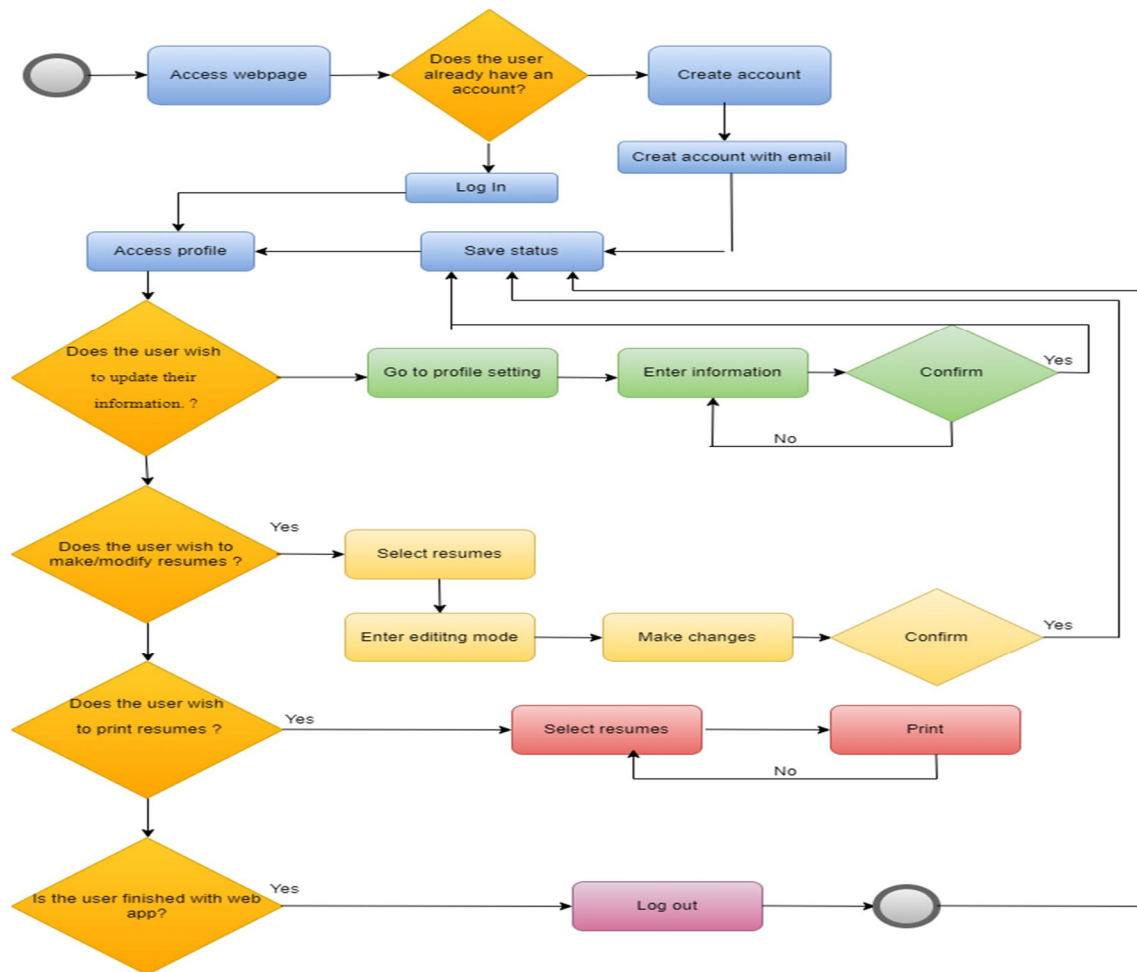 Access webpage
Does the user
already have an
account?
Create account
Creat account with email
Log In
Access profile
Save status
Does the user wish
to update their
information. ?
Go to profile setting
Enter information
Confirm
Yes
No
Does the user wish to
make/modify resumes ?
Yes
Select resumes
Enter edititng mode
Make changes
Confirm
Yes
Does the user wish
to print resumes ?
Yes
Select resumes
Print
No
Is the user finished with web
app?
Yes
Log out